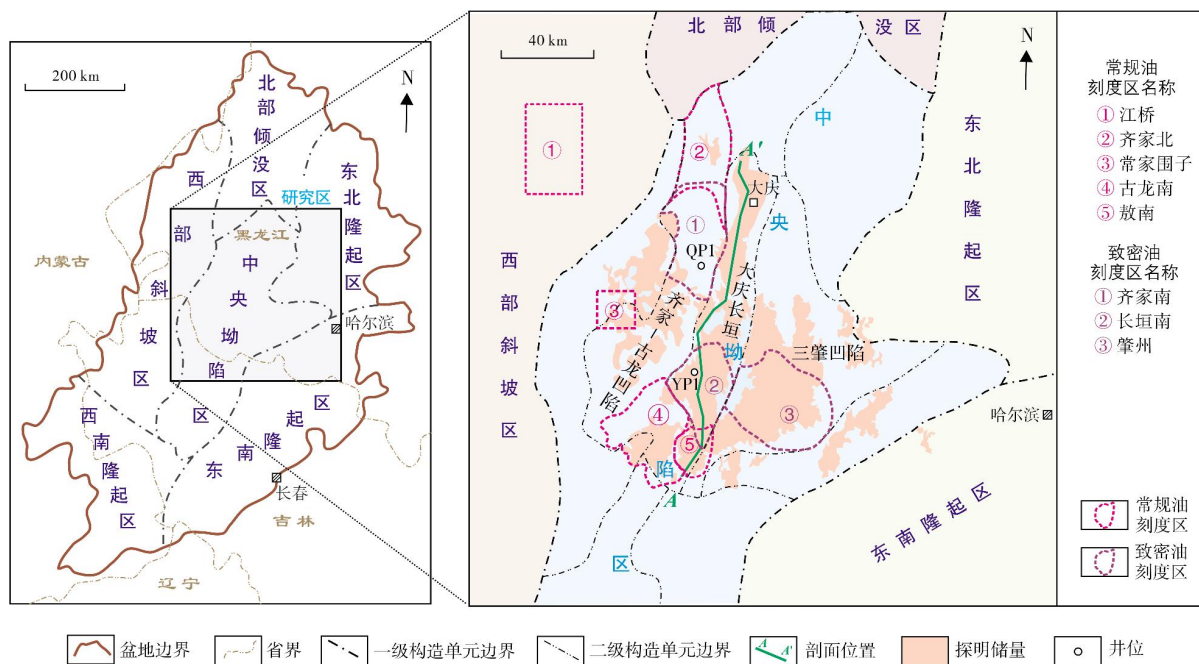 200 km
N
北部倾没区
西部斜坡区
东北隆起区
研究区
黑龙江
内蒙古
中央坳陷区
哈尔滨
西南隆起区
东南隆起区
长春
吉林
辽宁
40 km
N
北部倾没区
中央坳陷区
东北隆起区
西部斜坡区
东南隆起区
①
②
A'
大庆
①
QP1
大庆长垣
齐家
古龙凹陷
③
三肇凹陷
YP1
②
③
④
⑤
A
哈尔滨
常规油
刻度区名称
①江桥
②齐家北
③常家围子
④古龙南
⑤敖南
致密油
刻度区名称
①齐家南
②长垣南
③肇州
常规油
刻度区
致密油
刻度区
盆地边界
省界
一级构造单元边界
二级构造单元边界
A A' 剖面位置
探明储量
井位